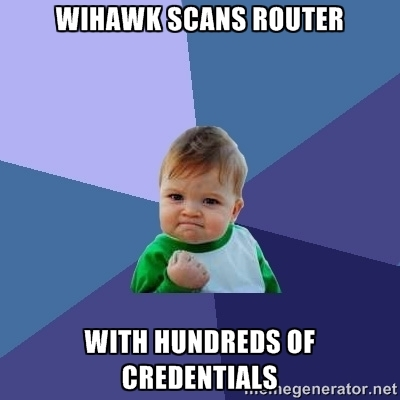 WIHAWK SCANS ROUTER
WITH HUNDREDS OF
CREDENTIALS
memegenerator.net